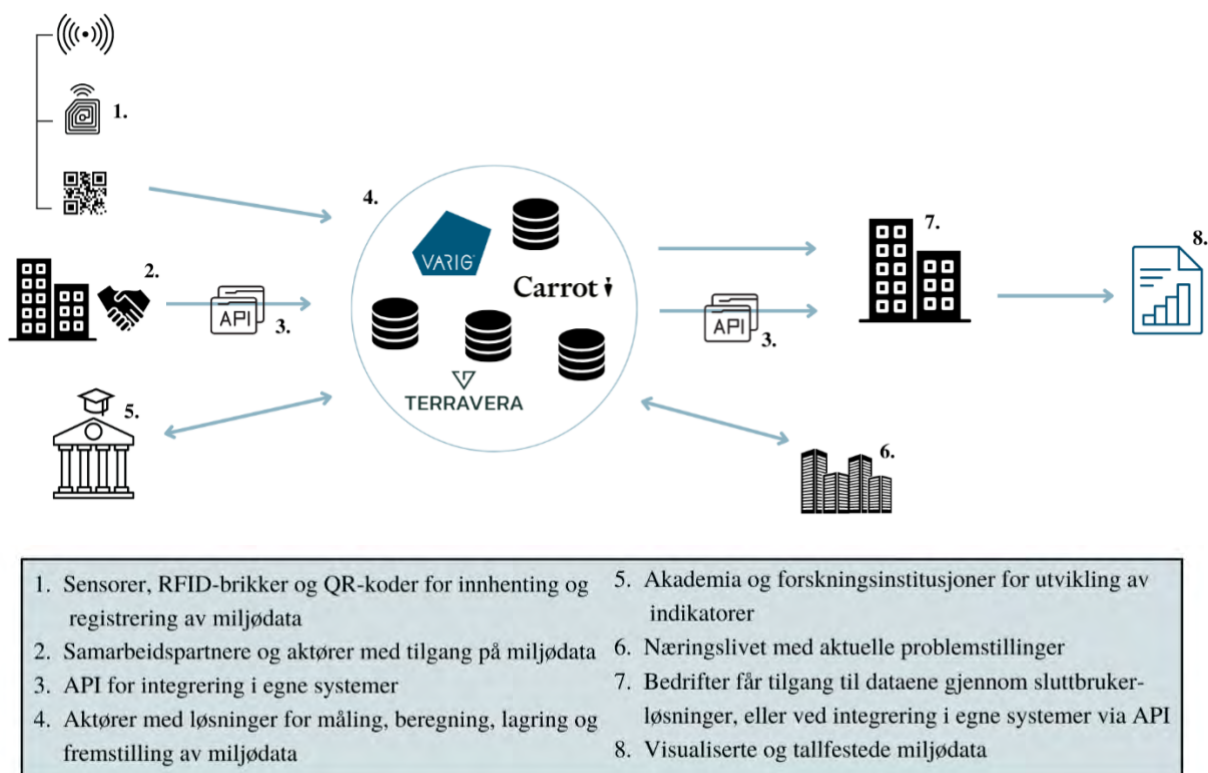 1.
2.
API
3.
4.
VARIG
Carrot
TERRAVERA
5.
API
3.
7.
8.
6.
1. Sensorer, RFID-brikker og QR-koder for innhenting og
registrering av miljødata
2. Samarbeidspartnere og aktører med tilgang på miljødata
3. API for integrering i egne systemer
4. Aktører med løsninger for måling, beregning, lagring og
fremstilling av miljødata
5. Akademia og forskningsinstitusjoner for utvikling av
indikatorer
6. Næringslivet med aktuelle problemstillinger
7. Bedrifter får tilgang til dataene gjennom sluttbruker-
løsninger, eller ved integrering i egne systemer via API
8. Visualiserte og tallfestede miljødata